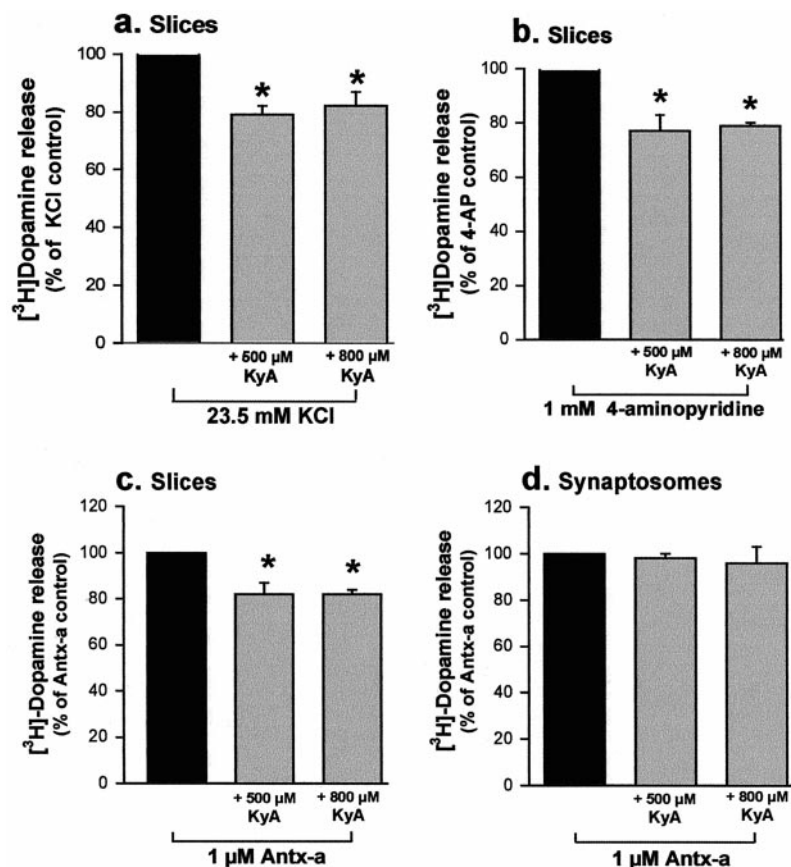 a. Slices
[³H]Dopamine release
(% of KCl control)
100
80
60
40
20
0
*
*
+ 500 µM
KyA
+ 800 µM
KyA
23.5 mM KCl
b. Slices
[³H]Dopamine release
(% of 4-AP control)
100
80
60
40
20
0
*
*
+ 500 µM
KyA
+ 800 µM
KyA
1 mM 4-aminopyridine
c. Slices
[³H]-Dopamine release
(% of Antx-a control)
120
100
80
60
40
20
0
*
*
+ 500 µM
KyA
+ 800 µM
KyA
1 µM Antx-a
d. Synaptosomes
[³H]-Dopamine release
(% of Antx-a control)
120
100
80
60
40
20
0
+ 500 µM
KyA
+ 800 µM
KyA
1 µM Antx-a